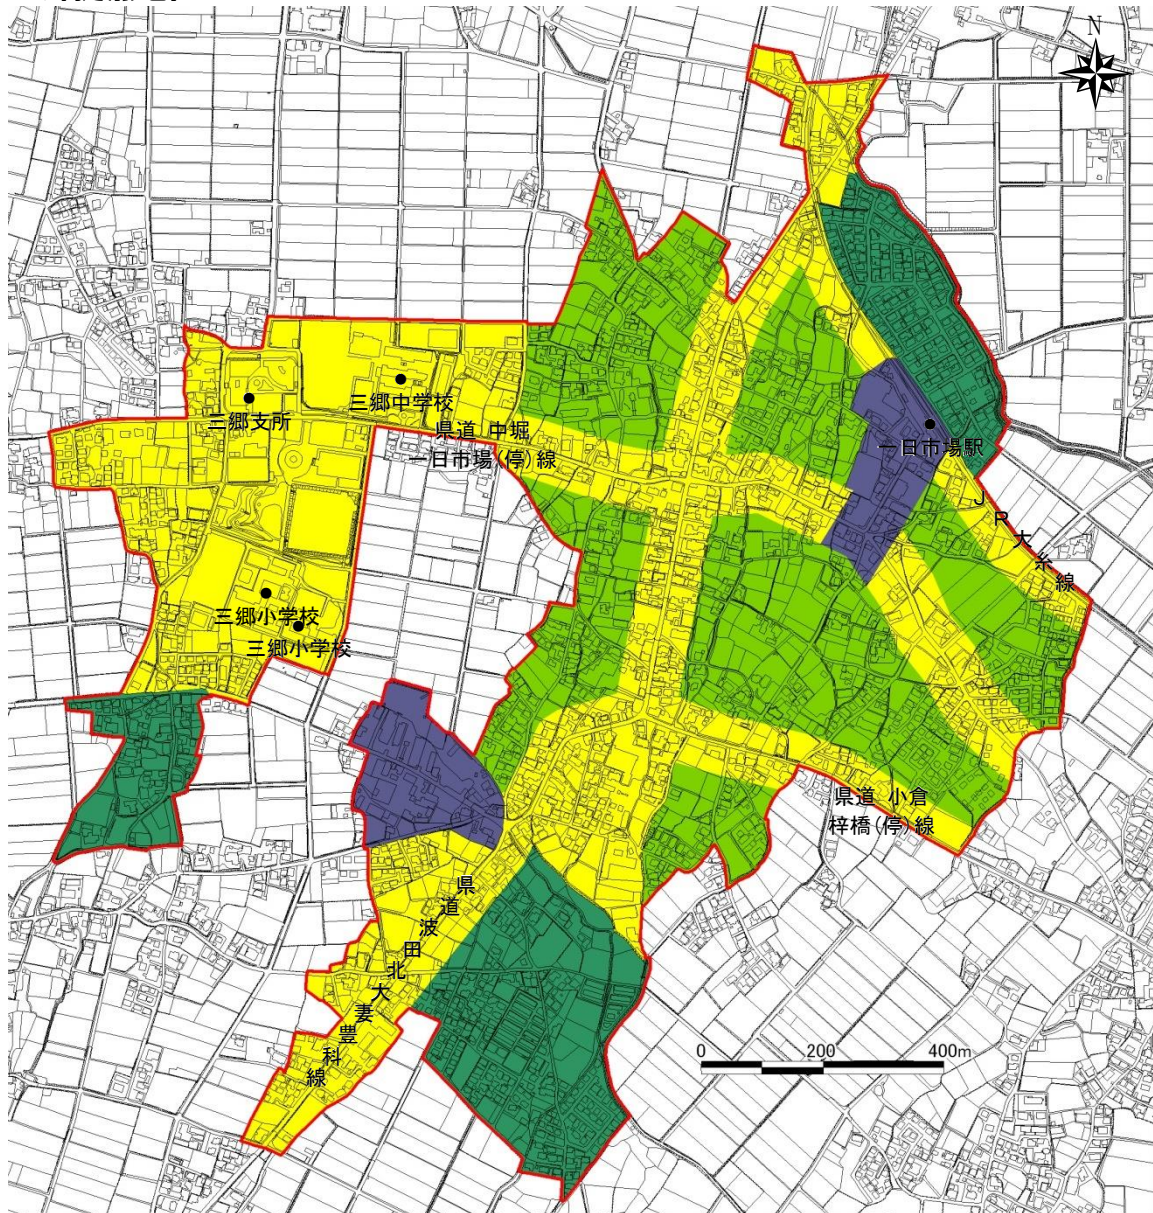 N
三郷中学校
三郷支所
県道 中堀
一日市場(停)線
一日市場駅
JR大糸線
三郷小学校
三郷小学校
県道 小倉
梓橋(停)線
県道波田北大妻豊科線
0 200 400m